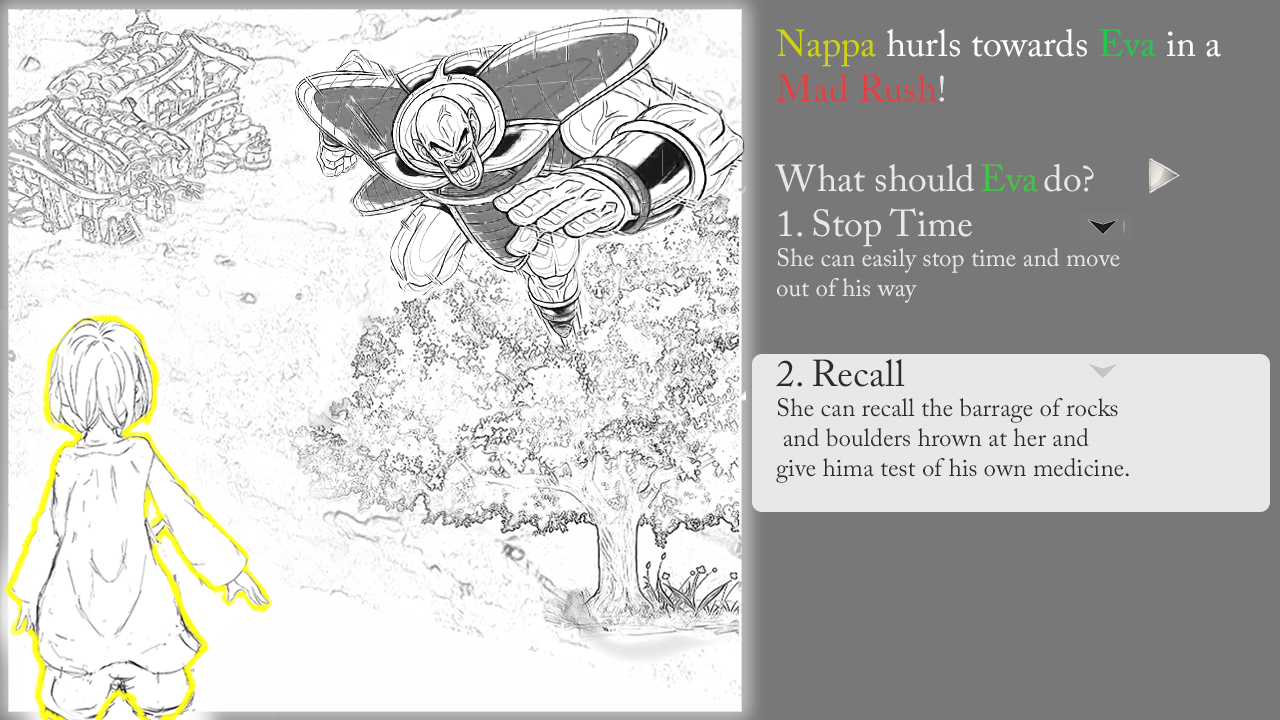 Nappa hurls towards Eva in a
Mad Rush!
What should Eva do?
1. Stop Time
She can easily stop time and move
out of his way
2. Recall
She can recall the barrage of rocks
nd boulders hrown at her and
give hima test of his own medicine.